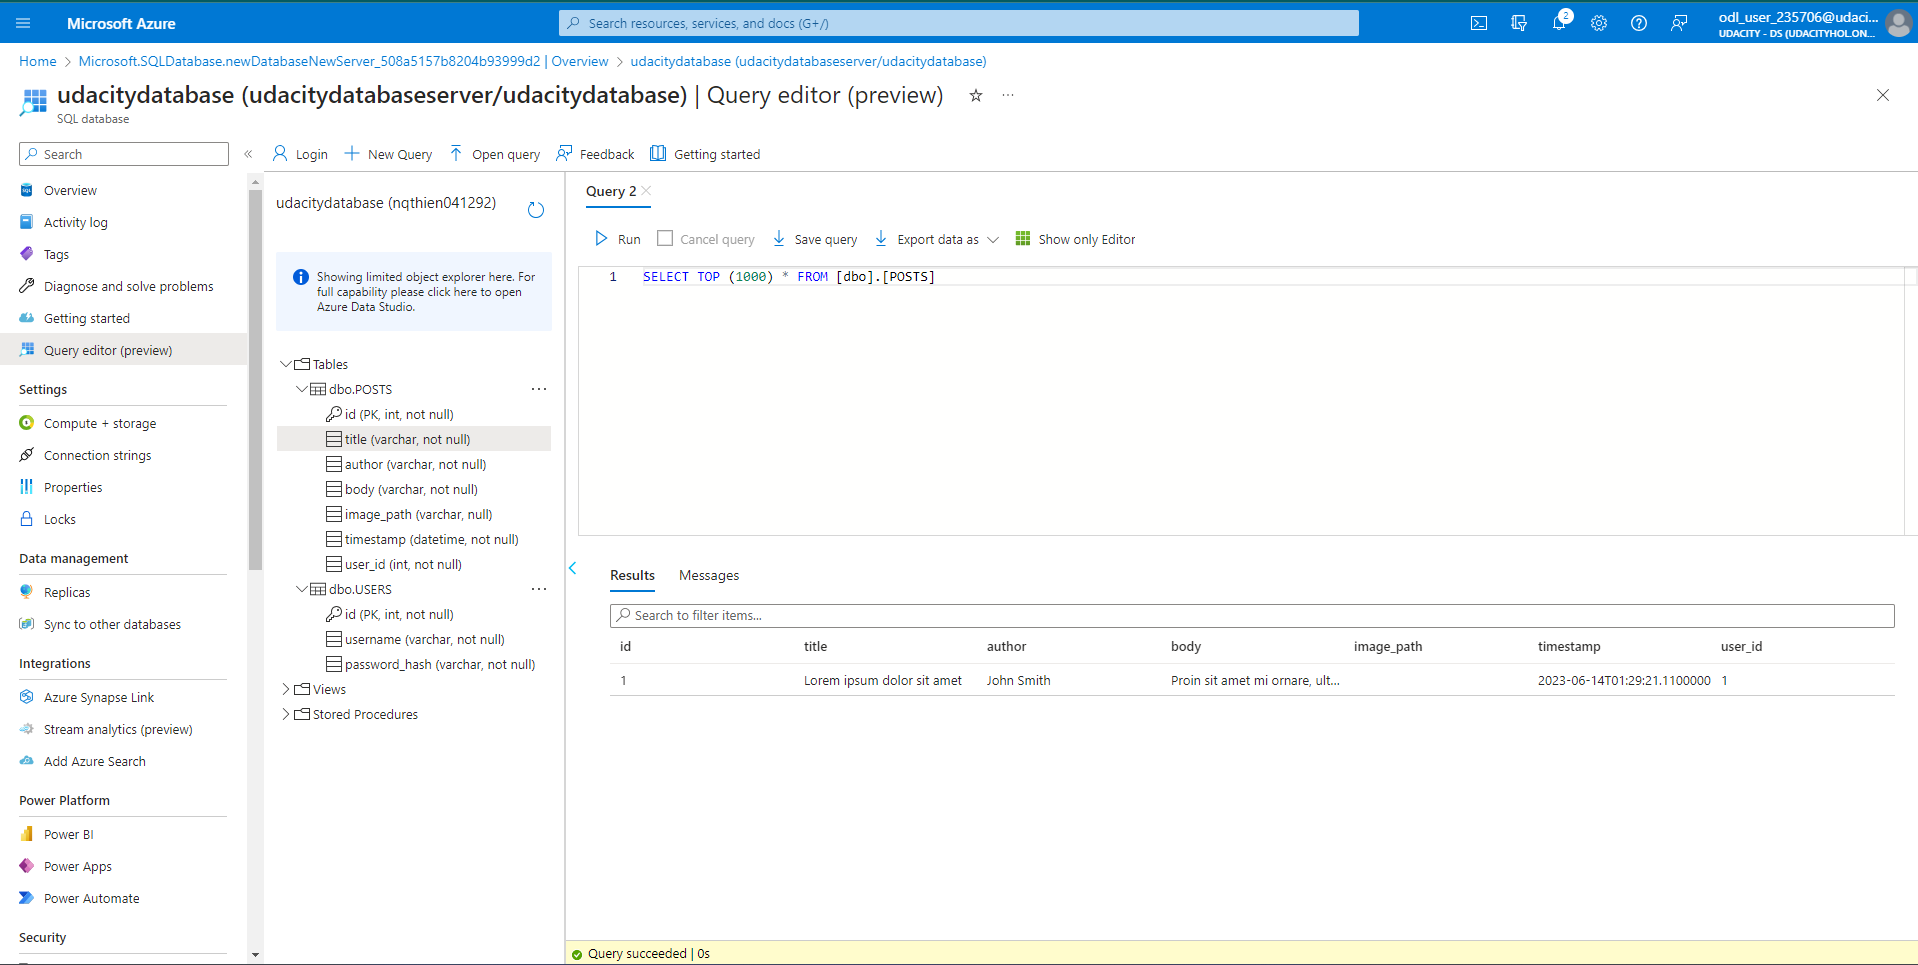 Microsoft Azure
Search resources, services, and docs (G+/)
2
odl_user_235706@udaci...
UDACITY - DS (UDACITYHOL.ON...
Home > Microsoft.SQLDatabase.newDatabaseNewServer_508a5157b8204b93999d2 | Overview > udacitydatabase (udacitydatabaseserver/udacitydatabase)
udacitydatabase (udacitydatabaseserver/udacitydatabase) | Query editor (preview)
SQL database
Search
Overview
Activity log
Tags
Diagnose and solve problems
Getting started
Query editor (preview)
Settings
Compute + storage
Connection strings
Properties
Locks
Data management
Replicas
Sync to other databases
Integrations
Azure Synapse Link
Stream analytics (preview)
Add Azure Search
Power Platform
Power BI
Power Apps
Power Automate
Security
Login
New Query
Open query
Feedback
Getting started
udacitydatabase (nqthien041292)
Showing limited object explorer here. For
full capability please click here to open
Azure Data Studio.
Tables
dbo.POSTS
id (PK, int, not null)
title (varchar, not null)
author (varchar, not null)
body (varchar, not null)
image_path (varchar, null)
timestamp (datetime, not null)
user_id (int, not null)
dbo.USERS
id (PK, int, not null)
username (varchar, not null)
password_hash (varchar, not null)
Views
Stored Procedures
Query 2
Run
Cancel query
Save query
Export data as
Show only Editor
1 SELECT TOP (1000) * FROM [dbo].[POSTS]
Results Messages
Search to filter items...
id title author body image_path timestamp user_id
1 Lorem ipsum dolor sit amet John Smith Proin sit amet mi ornare, ult... 2023-06-14T01:29:21.1100000 1
Query succeeded | 0s